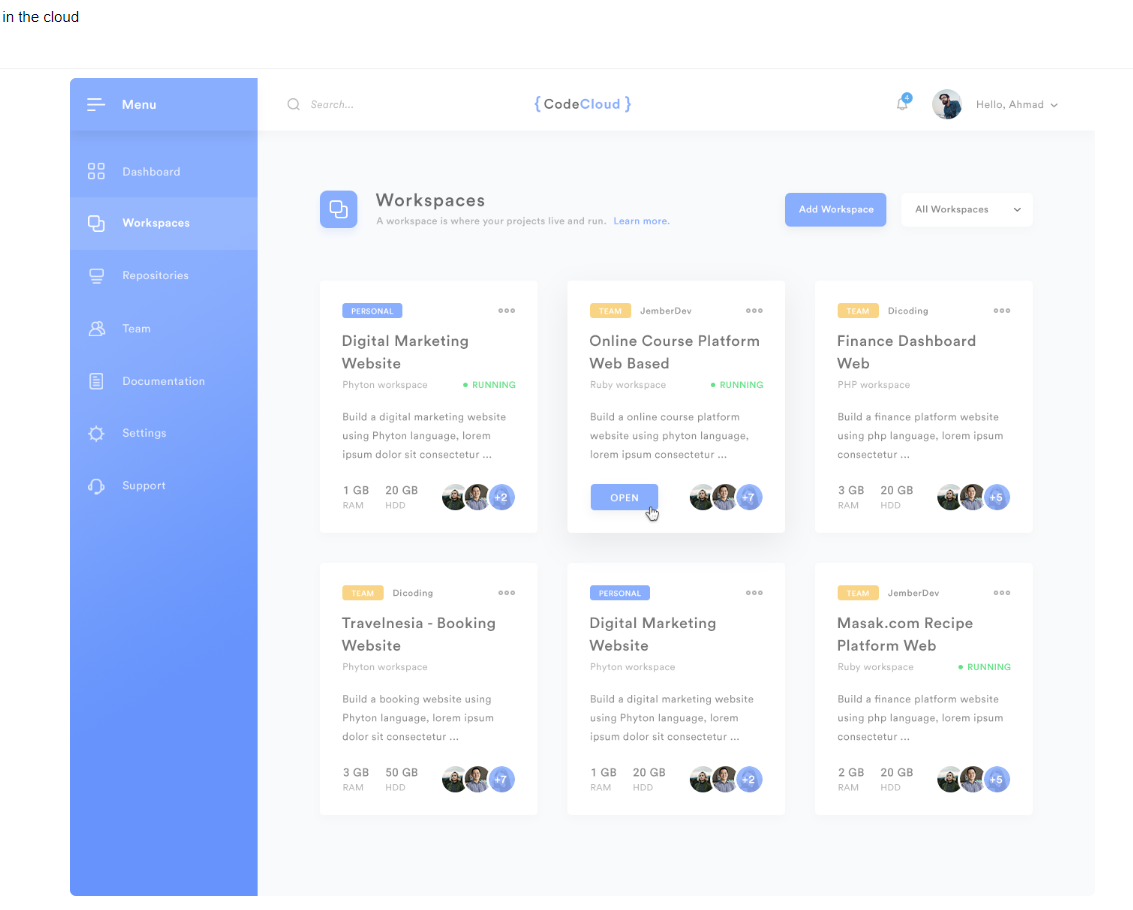 in the cloud
Menu
Search...
{ CodeCloud }
4
Hello, Ahmad
Dashboard
Workspaces
Repositories
Team
Documentation
Settings
Support
Workspaces
A workspace is where your projects live and run. Learn more.
Add Workspace
All Workspaces
PERSONAL
Digital Marketing
Website
Phyton workspace
RUNNING
Build a digital marketing website
using Phyton language, lorem
ipsum dolor sit consectetur ...
1 GB 20 GB
RAM HDD
+2
TEAM JemberDev
Online Course Platform
Web Based
Ruby workspace
RUNNING
Build a online course platform
website using phyton language,
lorem ipsum consectetur ...
OPEN
+7
TEAM Dicoding
Finance Dashboard
Web
PHP workspace
Build a finance platform website
using php language, lorem ipsum
consectetur ...
3 GB 20 GB
RAM HDD
+5
TEAM Dicoding
Travelnesia - Booking
Website
Phyton workspace
Build a booking website using
Phyton language, lorem ipsum
dolor sit consectetur ...
3 GB 50 GB
RAM HDD
+7
PERSONAL
Digital Marketing
Website
Phyton workspace
Build a digital marketing website
using Phyton language, lorem
ipsum dolor sit consectetur ...
1 GB 20 GB
RAM HDD
+2
TEAM JemberDev
Masak.com Recipe
Platform Web
Ruby workspace
RUNNING
Build a finance platform website
using php language, lorem ipsum
consectetur ...
2 GB 20 GB
RAM HDD
+5